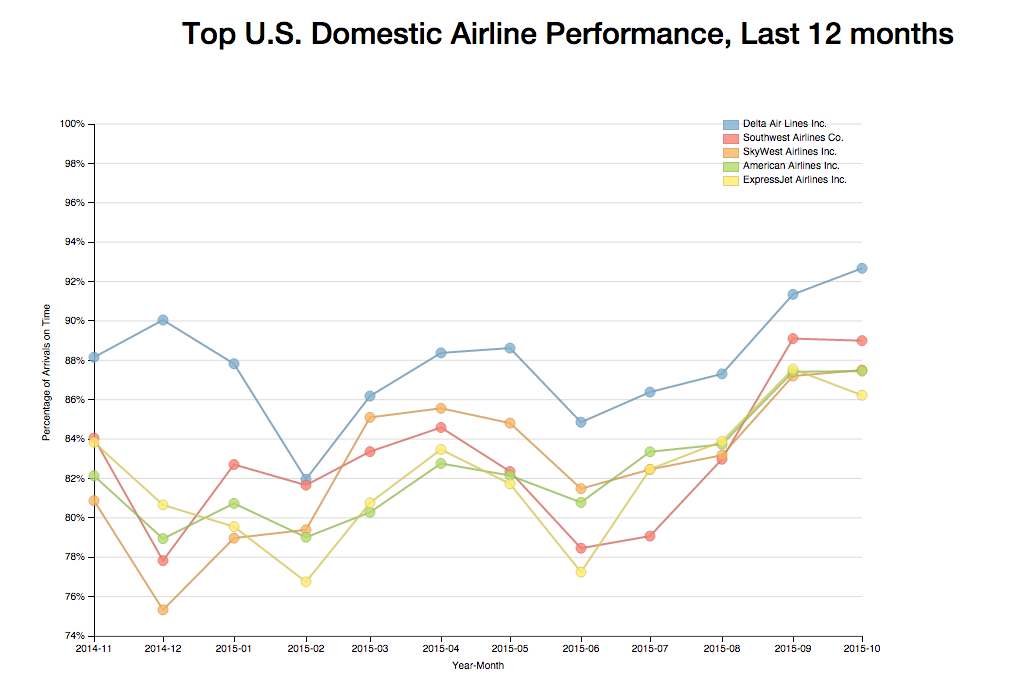 Top U.S. Domestic Airline Performance, Last 12 months
Delta Air Lines Inc.
Southwest Airlines Co.
SkyWest Airlines Inc.
American Airlines Inc.
ExpressJet Airlines Inc.
100%
98%
96%
94%
92%
90%
88%
86%
84%
82%
80%
78%
76%
74%
Percentage of Arrivals on Time
2014-11 2014-12 2015-01 2015-02 2015-03 2015-04 2015-05 2015-06 2015-07 2015-08 2015-09 2015-10
Year-Month